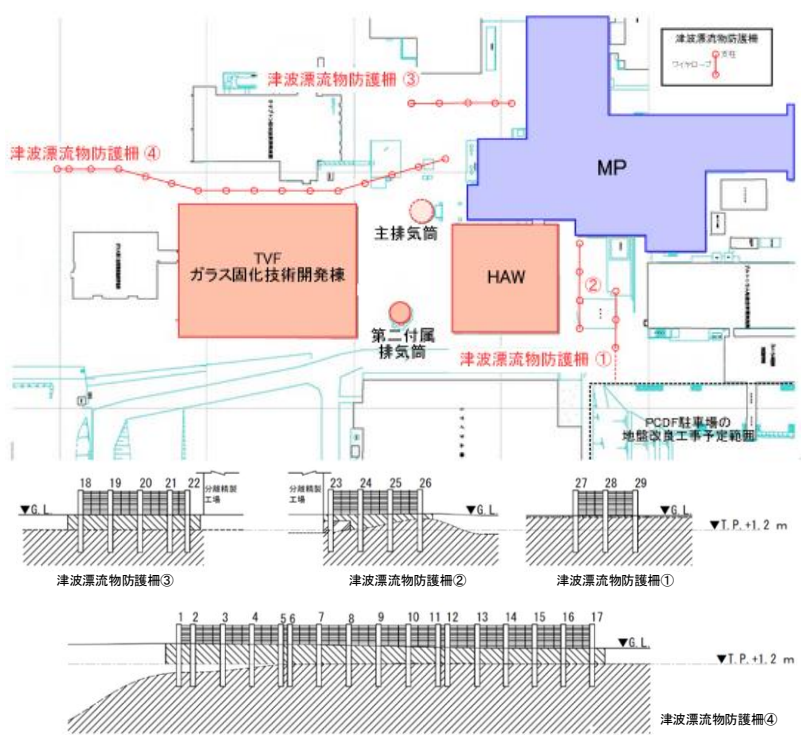 津波漂流物防護柵
支柱
ワイヤロープ
津波漂流物防護柵 ③
津波漂流物防護柵 ④
MP
主排気筒
TVF
ガラス固化技術開発棟
HAW
②
第二付属
排気筒
津波漂流物防護柵 ①
PCDF駐車場の
地盤改良工事予定範囲
18 19 20 21 22
分離精製
工場
▼G.L.
津波漂流物防護柵③
分離精製
工場
23 24 25 26
▼G.L.
津波漂流物防護柵②
27 28 29
▼G.L.
▼T.P.+1.2 m
津波漂流物防護柵①
1 2 3 4 5 6 7 8 9 10 11 12 13 14 15 16 17
▼G.L.
▼T.P.+1.2 m
津波漂流物防護柵④